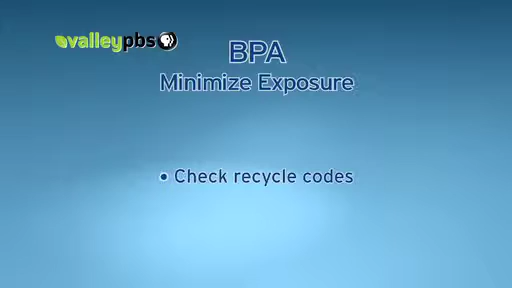 valleypbs
BPA
Minimize Exposure
• Check recycle codes